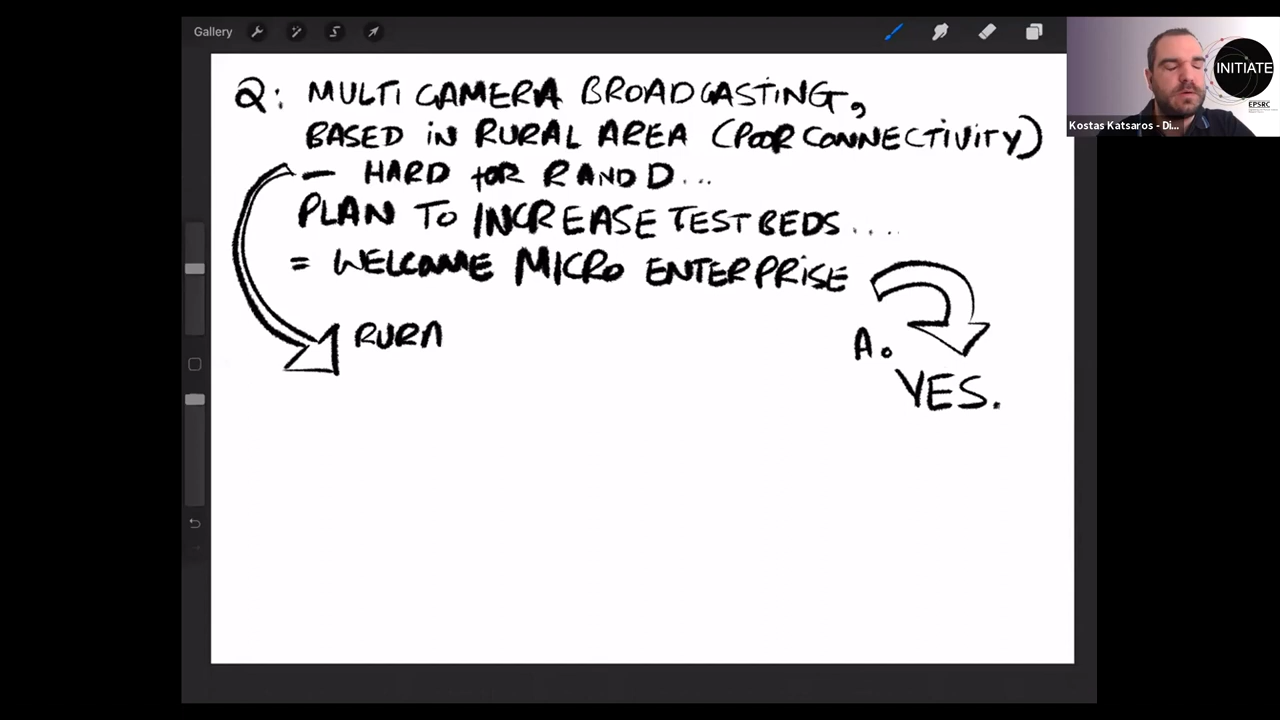 Gallery
Q: MULTI CAMERA BROADCASTING,
BASED IN RURAL AREA (POOR CONNECTIVITY)
— HARD FOR R AND D...
PLAN TO INCREASE TEST BEDS....
= WELCOME MICRO ENTERPRISE
RURA
A.
YES.
INITIATE
EPSRC
Kostas Katsaros - Di...